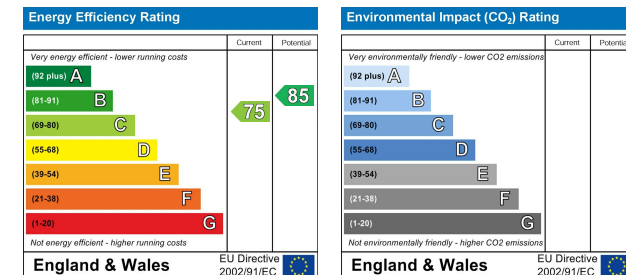 Energy Efficiency Rating
Current Potential
Very energy efficient - lower running costs
(92 plus) A
(81-91) B
85
(69-80) C
75
(55-68) D
(39-54) E
(21-38) F
(1-20) G
Not energy efficient - higher running costs
England & Wales
EU Directive
2002/91/EC
Environmental Impact (CO₂) Rating
Current Potential
Very environmentally friendly - lower CO2 emissions
(92 plus) A
(81-91) B
(69-80) C
(55-68) D
(39-54) E
(21-38) F
(1-20) G
Not environmentally friendly - higher CO2 emissions
England & Wales
EU Directive
2002/91/EC